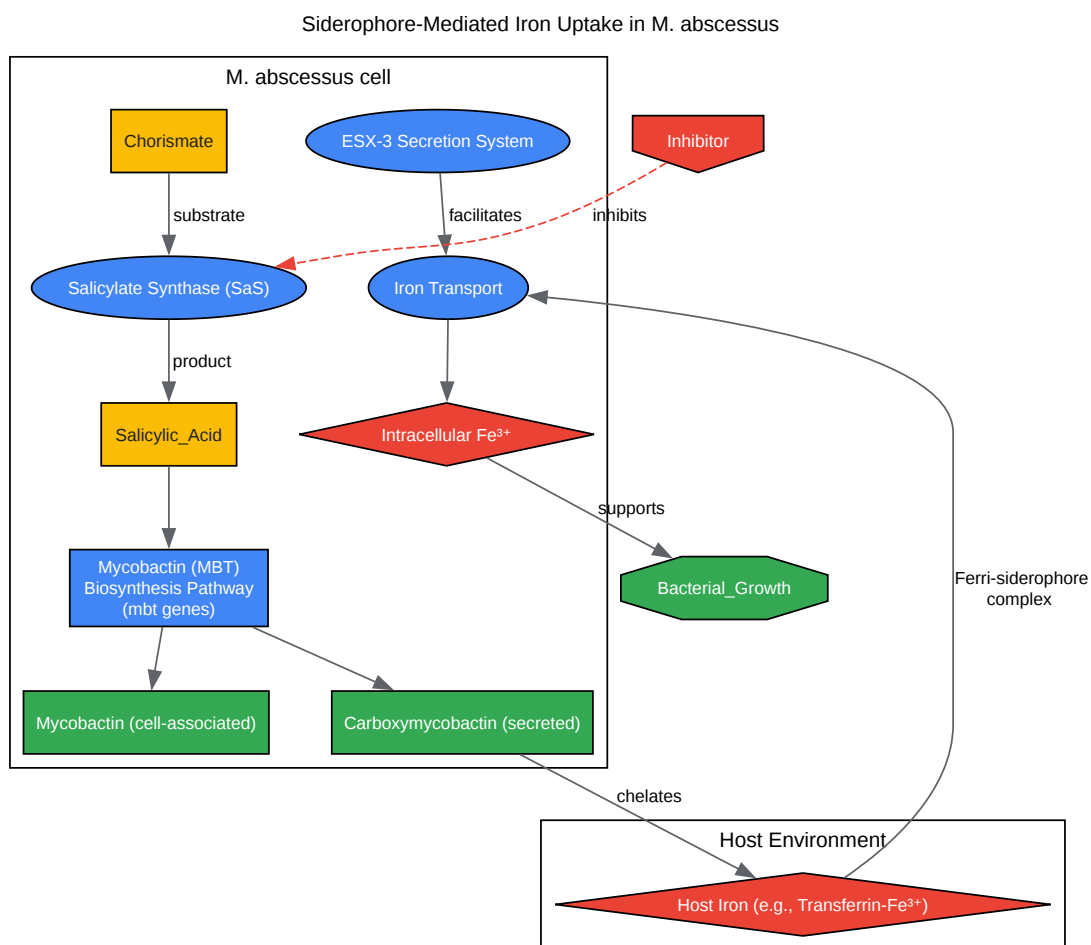 Siderophore-Mediated Iron Uptake in M. abscessus
M. abscessus cell
Chorismate
ESX-3 Secretion System
Inhibitor
substrate
facilitates
inhibits
Salicylate Synthase (SaS)
Iron Transport
product
Salicylic_Acid
Intracellular Fe³⁺
supports
Mycobactin (MBT)
Biosynthesis Pathway
(mbt genes)
Bacterial_Growth
Ferri-siderophore
complex
Mycobactin (cell-associated)
Carboxymycobactin (secreted)
chelates
Host Environment
Host Iron (e.g., Transferrin-Fe³⁺)